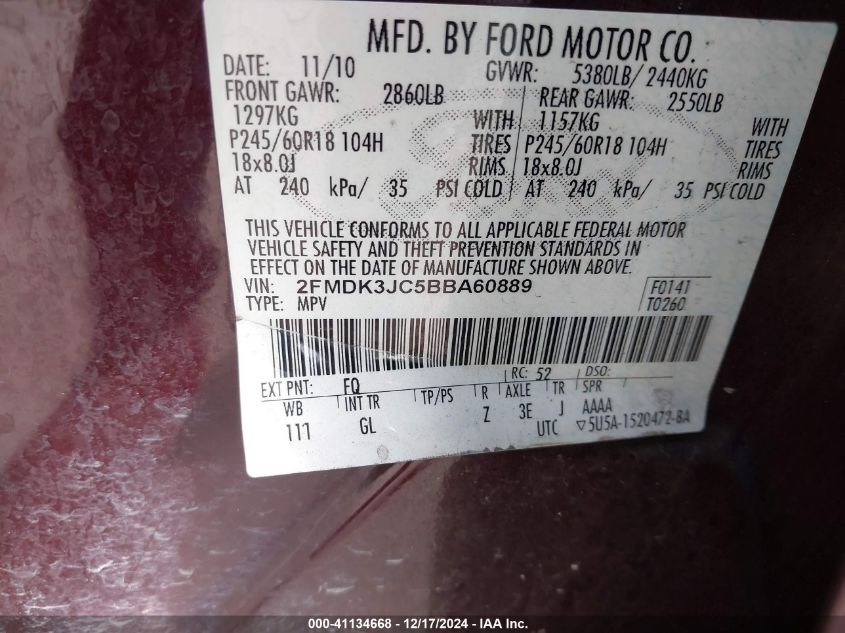 MFD. BY FORD MOTOR CO.
DATE: 11/10 GVWR: 5380LB/ 2440KG
FRONT GAWR: 2860LB REAR GAWR: 2550LB
1297KG WITH 1157KG WITH
P245/60R18 104H TIRES P245/60R18 104H TIRES
18x8.0J RIMS 18x8.0J RIMS
AT 240 kPa/ 35 PSI COLD AT 240 kPa/ 35 PSI COLD
THIS VEHICLE CONFORMS TO ALL APPLICABLE FEDERAL MOTOR
VEHICLE SAFETY AND THEFT PREVENTION STANDARDS IN
EFFECT ON THE DATE OF MANUFACTURE SHOWN ABOVE.
VIN: 2FMDK3JC5BBA60889 F0141
TYPE: MPV T0260
EXT PNT: FQ RC: 52 DSO:
WB INT TR TP/PS R AXLE TR SPR
111 GL Z 3E J AAAA
UTC ▽5U5A-1520472-BA
000-41134668 - 12/17/2024 - IAA Inc.